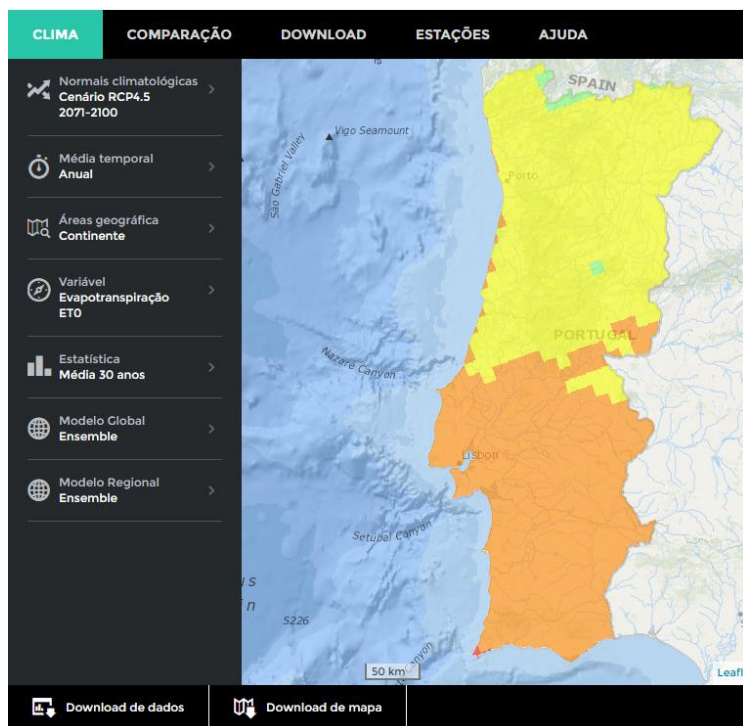 CLIMA COMPARAÇÃO DOWNLOAD ESTAÇÕES AJUDA
Normais climatológicas
Cenário RCP4.5
2071-2100
Média temporal
Anual
Áreas geográfica
Continente
Variável
Evapotranspiração
ET0
Estatística
Média 30 anos
Modelo Global
Ensemble
Modelo Regional
Ensemble
SPAIN
Vigo Seamount
São Gabriel Valley
Porto
PORTUGAL
Nazaré Canyon
Lisbon
Setubal Canyon
5226
50 km
Leafl
Download de dados Download de mapa